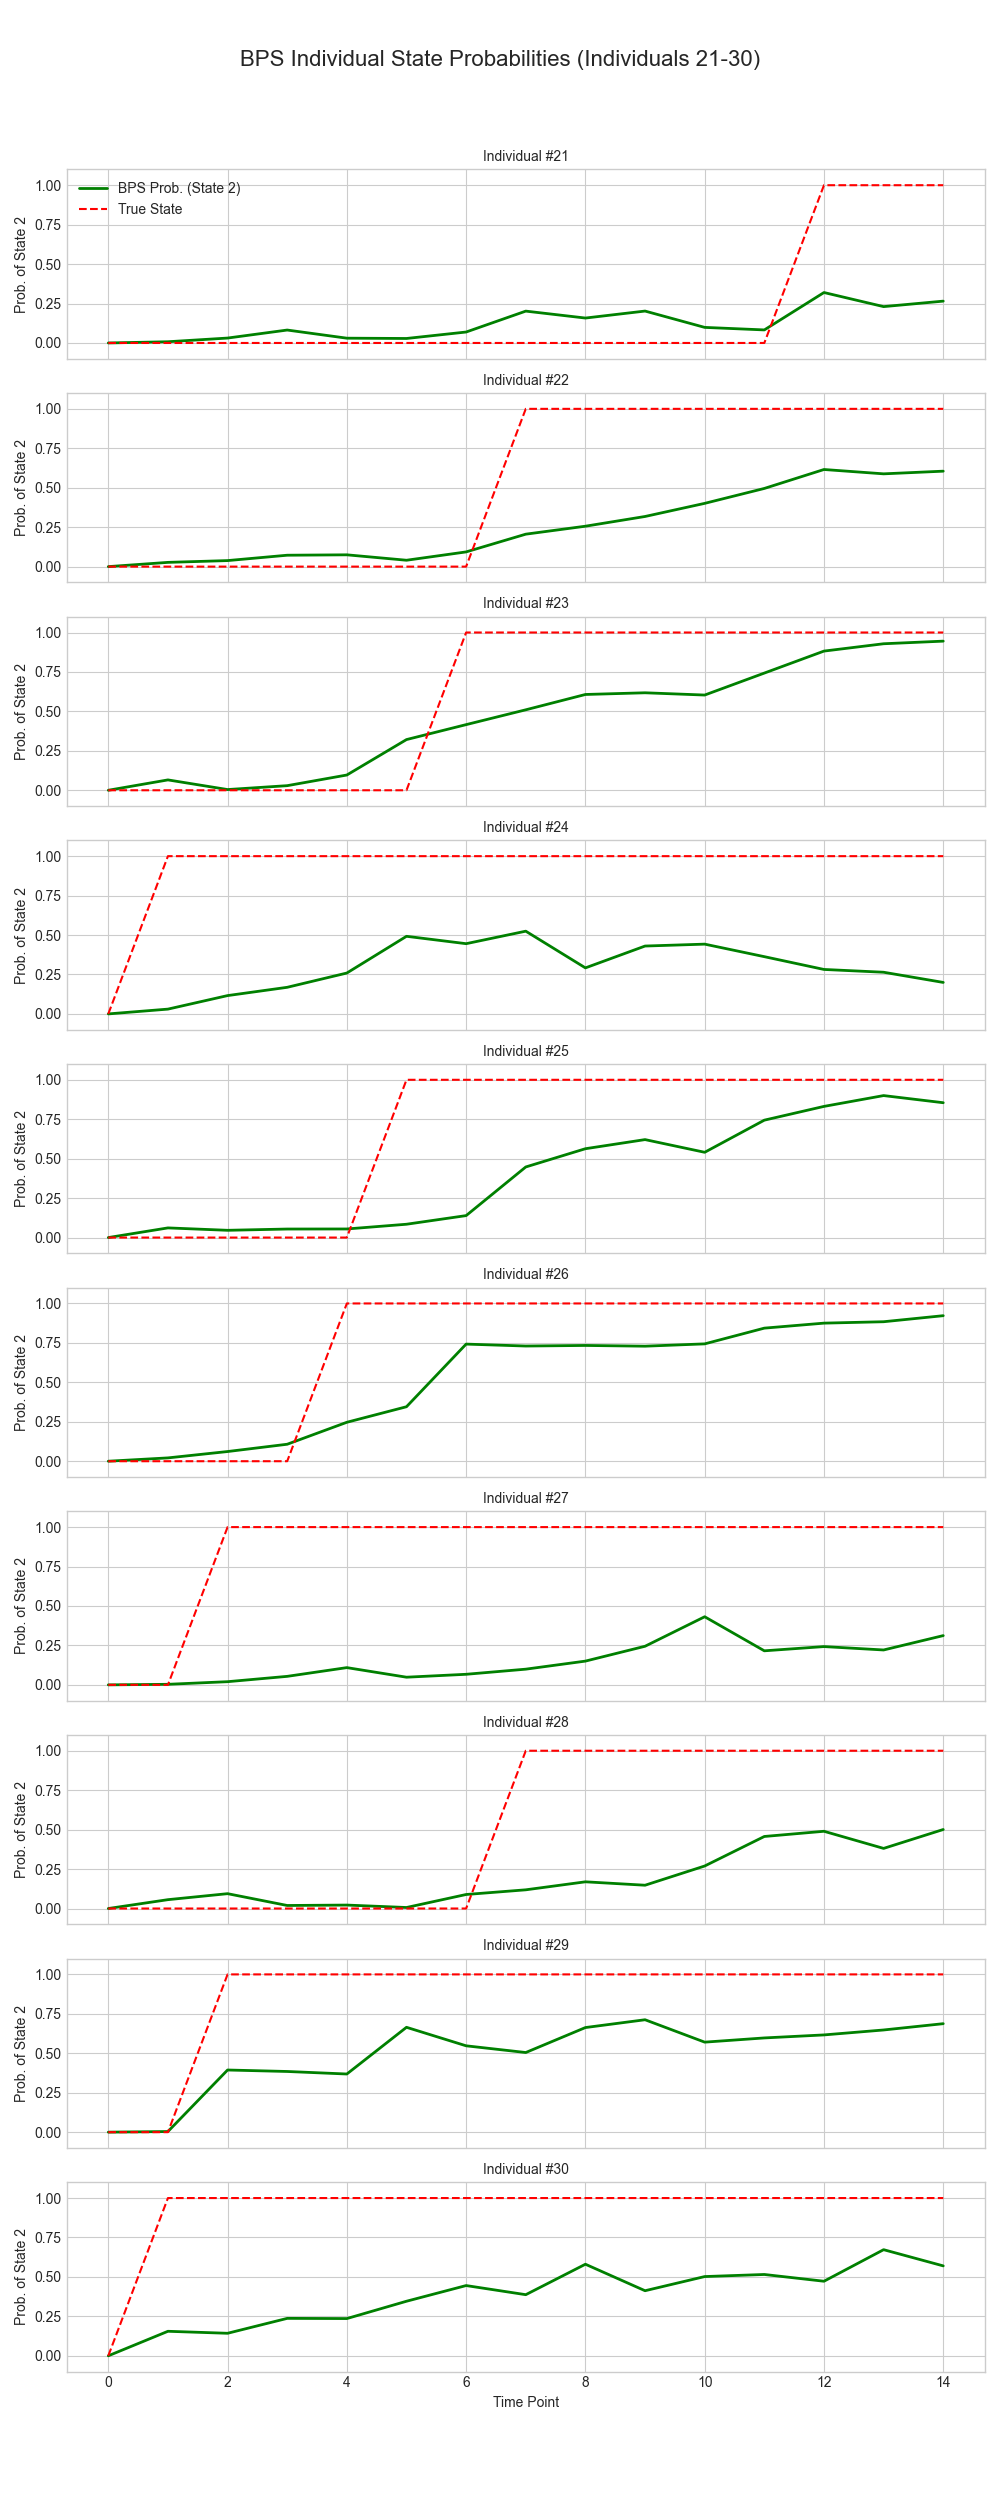 BPS Individual State Probabilities (Individuals 21-30)
Individual #21
BPS Prob. (State 2)
True State
Prob. of State 2
1.00
0.75
0.50
0.25
0.00
Individual #22
Prob. of State 2
1.00
0.75
0.50
0.25
0.00
Individual #23
Prob. of State 2
1.00
0.75
0.50
0.25
0.00
Individual #24
Prob. of State 2
1.00
0.75
0.50
0.25
0.00
Individual #25
Prob. of State 2
1.00
0.75
0.50
0.25
0.00
Individual #26
Prob. of State 2
1.00
0.75
0.50
0.25
0.00
Individual #27
Prob. of State 2
1.00
0.75
0.50
0.25
0.00
Individual #28
Prob. of State 2
1.00
0.75
0.50
0.25
0.00
Individual #29
Prob. of State 2
1.00
0.75
0.50
0.25
0.00
Individual #30
Prob. of State 2
1.00
0.75
0.50
0.25
0.00
0 2 4 6 8 10 12 14
Time Point